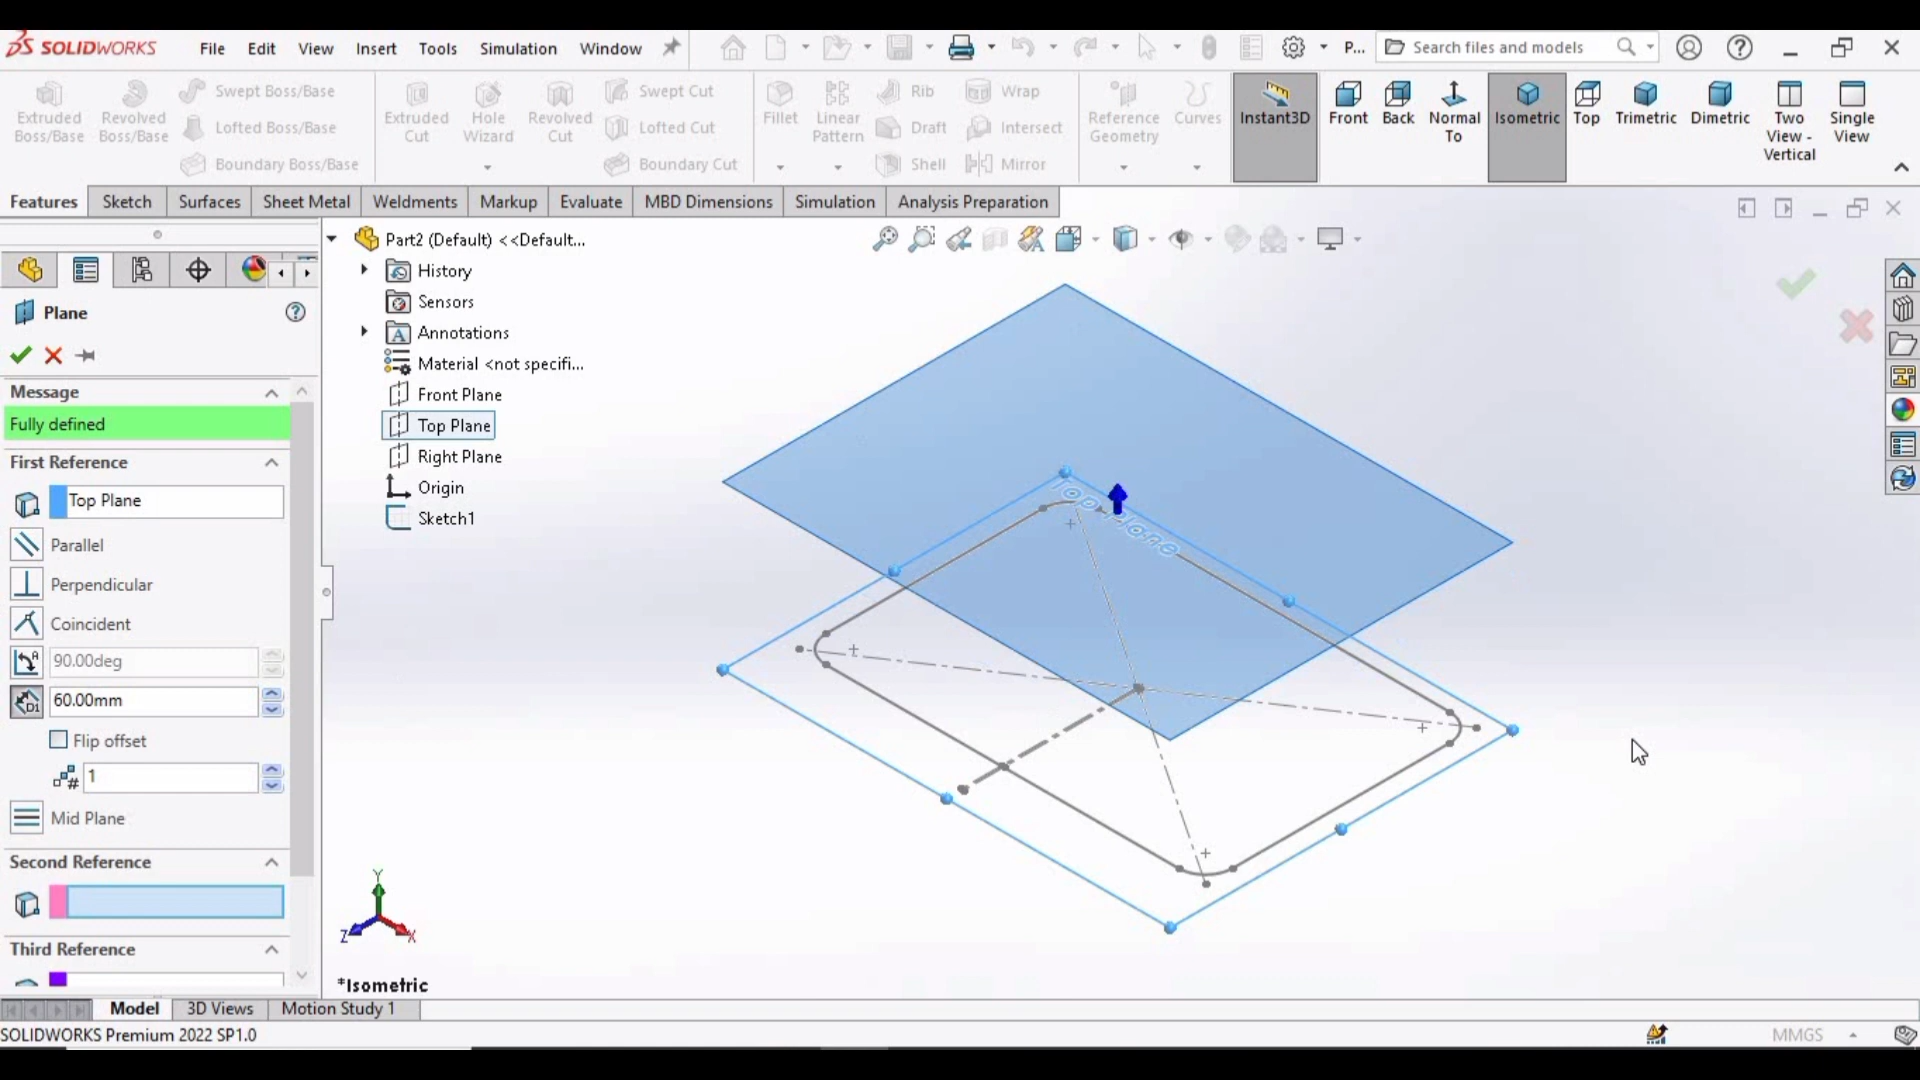 SOLIDWORKS File Edit View Insert Tools Simulation Window P... Search files and models
Extruded Boss/Base
Revolved Boss/Base
Swept Boss/Base
Lofted Boss/Base
Boundary Boss/Base
Extruded Cut
Hole Wizard
Revolved Cut
Swept Cut
Lofted Cut
Boundary Cut
Fillet
Linear Pattern
Rib
Draft
Shell
Wrap
Intersect
Mirror
Reference Geometry
Curves
Instant3D
Front
Back
Normal To
Isometric
Top
Trimetric
Dimetric
Two View - Vertical
Single View
Features Sketch Surfaces Sheet Metal Weldments Markup Evaluate MBD Dimensions Simulation Analysis Preparation
Plane
Message
Fully defined
First Reference
Top Plane
Parallel
Perpendicular
Coincident
90.00deg
60.00mm
Flip offset
1
Mid Plane
Second Reference
Third Reference
Part2 (Default) <<Default...
History
Sensors
Annotations
Material <not specifi...
Front Plane
Top Plane
Right Plane
Origin
Sketch1
Top Plane
Y
Z
X
*Isometric
Model 3D Views Motion Study 1
SOLIDWORKS Premium 2022 SP1.0
MMGS